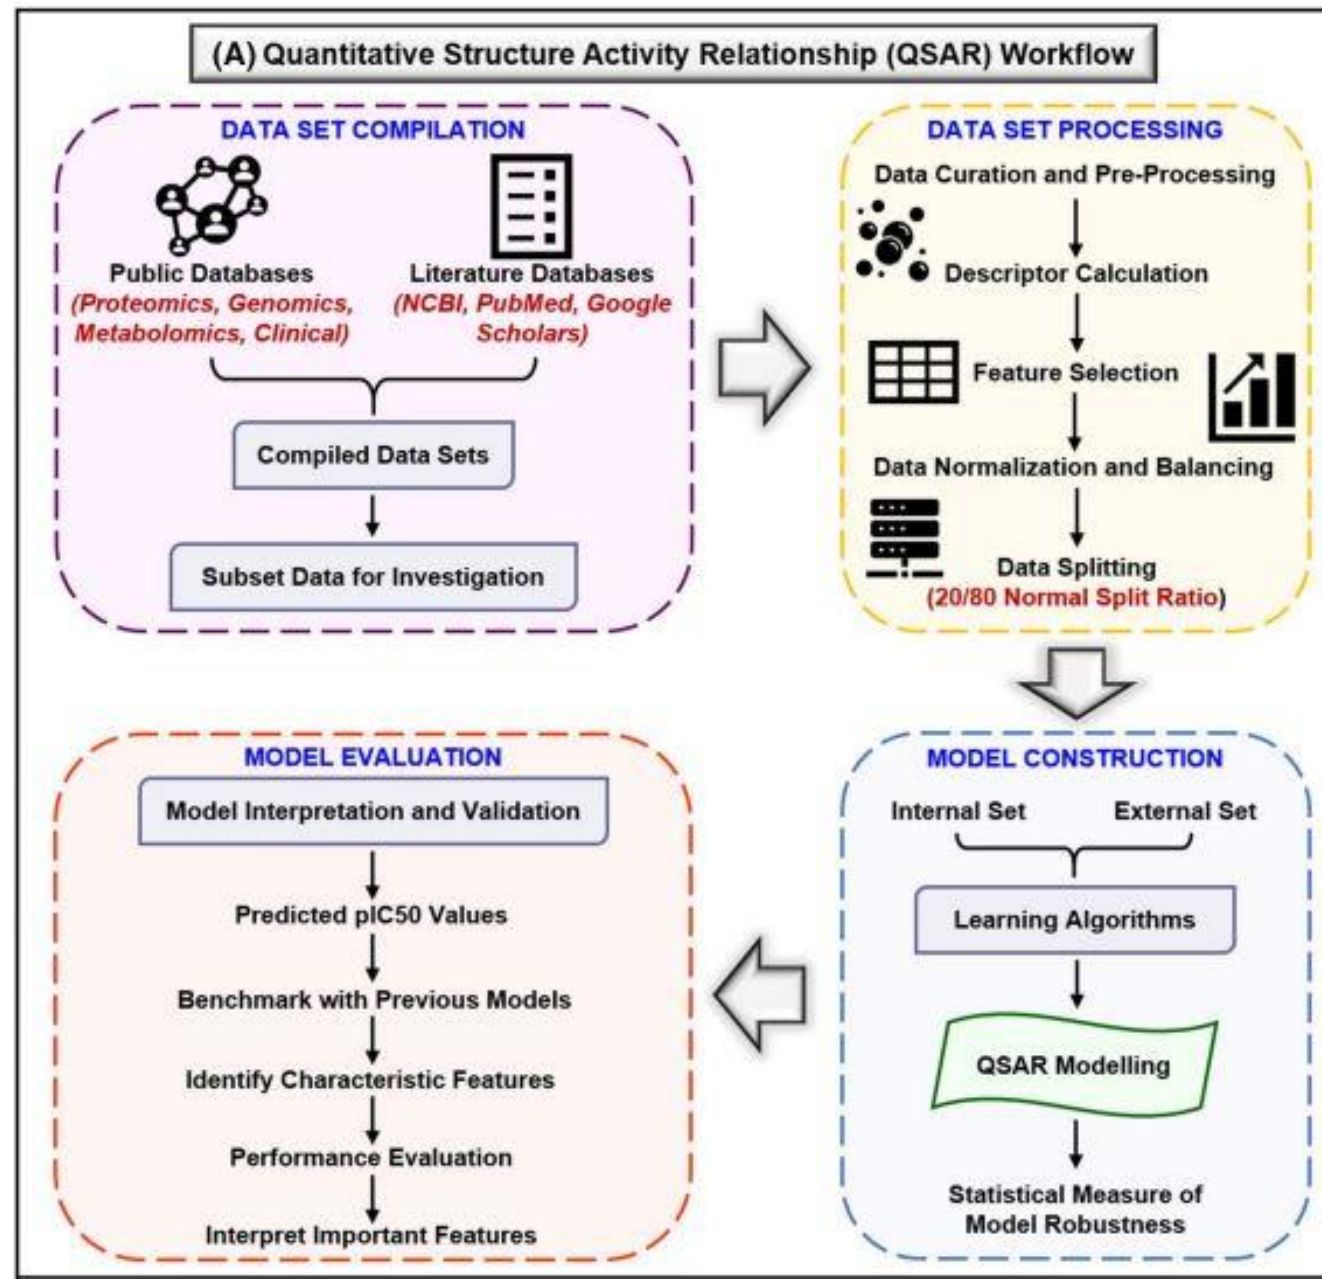 (A) Quantitative Structure Activity Relationship (QSAR) Workflow
DATA SET COMPILATION
Public Databases
(Proteomics, Genomics,
Metabolomics, Clinical)
Literature Databases
(NCBI, PubMed, Google
Scholars)
Compiled Data Sets
Subset Data for Investigation
DATA SET PROCESSING
Data Curation and Pre-Processing
Descriptor Calculation
Feature Selection
Data Normalization and Balancing
Data Splitting
(20/80 Normal Split Ratio)
MODEL CONSTRUCTION
Internal Set
External Set
Learning Algorithms
QSAR Modelling
Statistical Measure of
Model Robustness
MODEL EVALUATION
Model Interpretation and Validation
Predicted pIC50 Values
Benchmark with Previous Models
Identify Characteristic Features
Performance Evaluation
Interpret Important Features